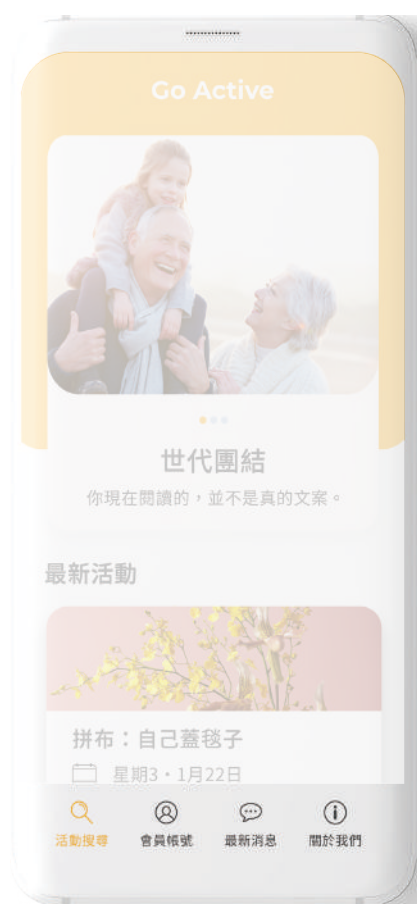 Go Active
世代團結
你現在閱讀的，並不是真的文案。
最新活動
拼布：自己蓋毯子
星期3・1月22日
活動搜尋 會員帳號 最新消息 關於我們